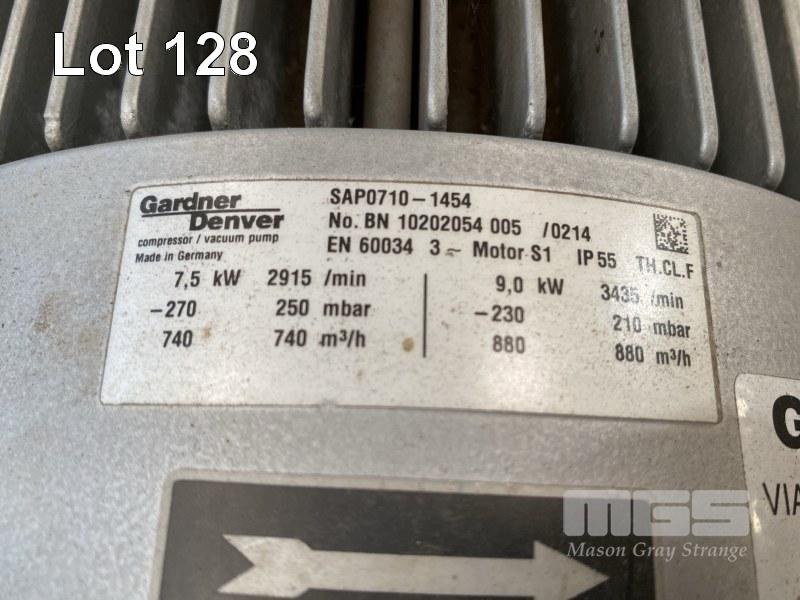 Lot 128
Gardner Denver
compressor / vacuum pump
Made in Germany
SAP0710-1454
No. BN 10202054 005 /0214
EN 60034 3 ~ Motor S1 IP 55 TH.CL.F
7,5 kW 2915 /min
-270 250 mbar
740 740 m³/h
9,0 kW 3435 /min
-230 210 mbar
880 880 m³/h
G
VIA
MGS
Mason Gray Strange